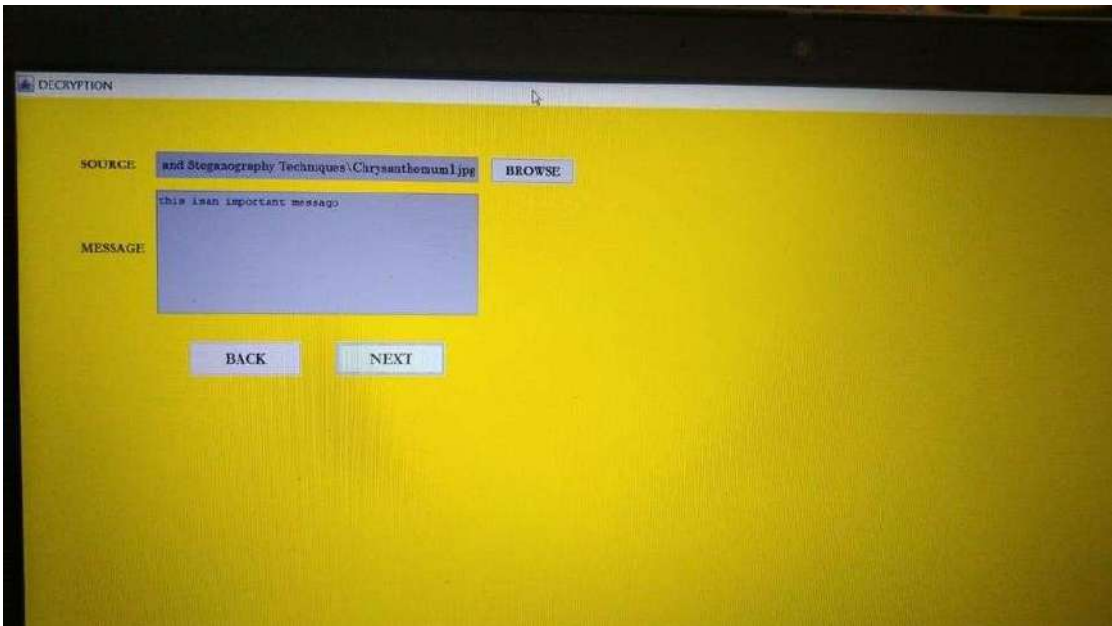 DECRYPTION
SOURCE and Steganography Techniques\Chrysanthemum1.jpg BROWSE
this isan important message
MESSAGE
BACK NEXT